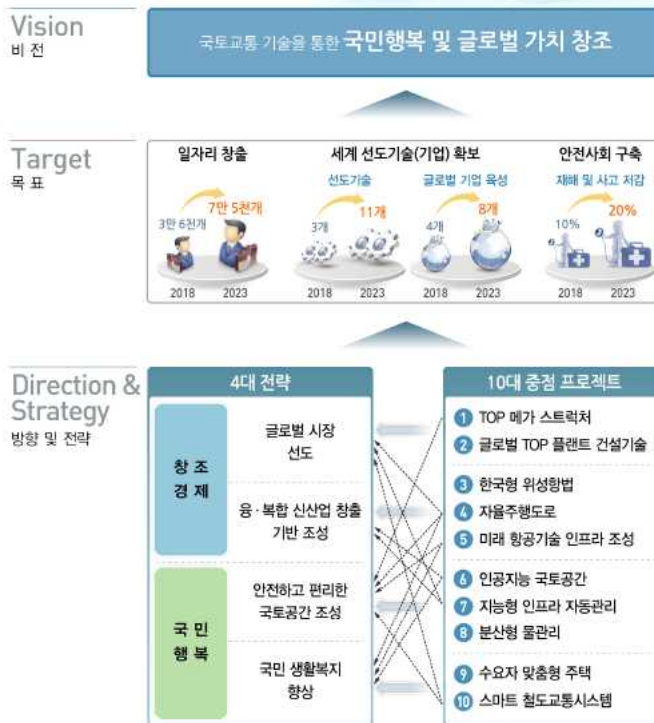 Vision
비 전
국토교통 기술을 통한 국민행복 및 글로벌 가치 창조
Target
목 표
일자리 창출
3만 6천개
7만 5천개
2018 2023
세계 선도기술(기업) 확보
선도기술
3개
11개
2018 2023
글로벌 기업 육성
4개
8개
2018 2023
안전사회 구축
재해 및 사고 저감
10%
20%
2018 2023
Direction &
Strategy
방향 및 전략
4대 전략
창 조
경 제
글로벌 시장
선도
융·복합 신산업 창출
기반 조성
국 민
행 복
안전하고 편리한
국토공간 조성
국민 생활복지
향상
10대 중점 프로젝트
1 TOP 메가 스트럭처
2 글로벌 TOP 플랜트 건설기술
3 한국형 위성항법
4 자율주행도로
5 미래 항공기술 인프라 조성
6 인공지능 국토공간
7 지능형 인프라 자동관리
8 분산형 물관리
9 수요자 맞춤형 주택
10 스마트 철도교통시스템